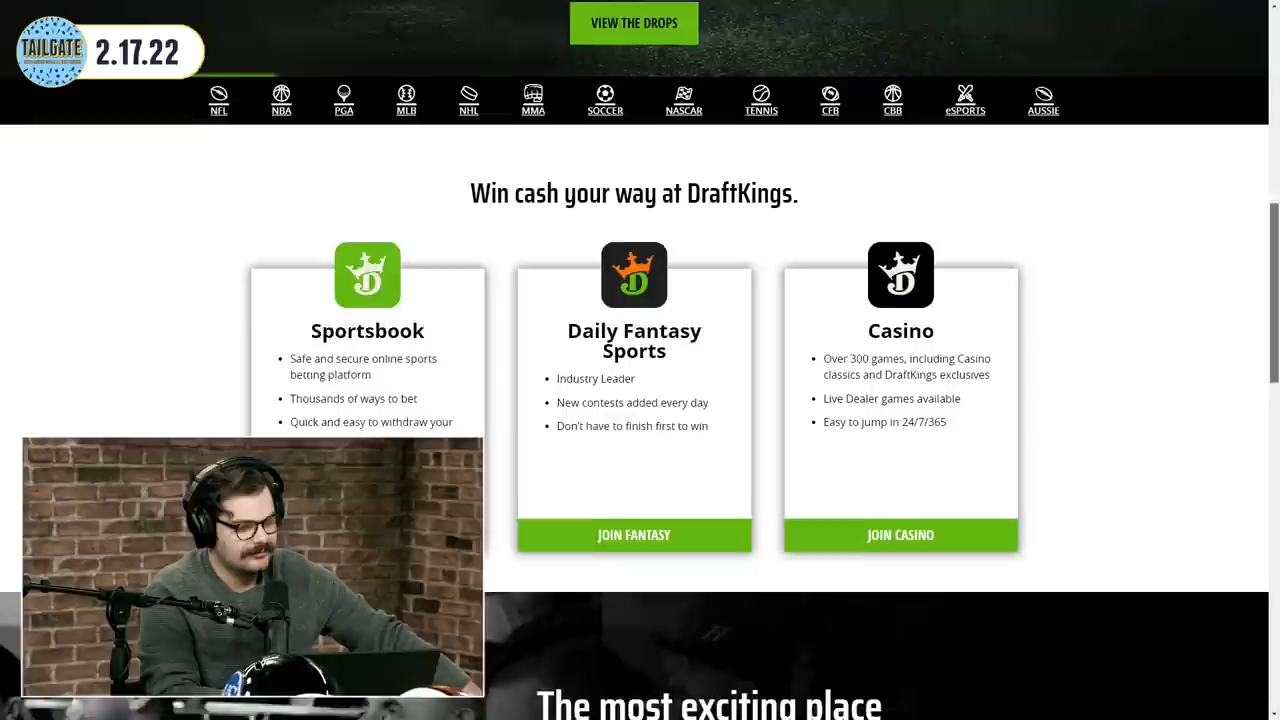 VIEW THE DROPS
TAILGATE
2.17.22
NFL NBA PGA MLB NHL MMA SOCCER NASCAR TENNIS CFB CBB eSPORTS AUSSIE
Win cash your way at DraftKings.
D
Sportsbook
• Safe and secure online sports
betting platform
• Thousands of ways to bet
• Quick and easy to withdraw your
D
Daily Fantasy
Sports
• Industry Leader
• New contests added every day
• Don't have to finish first to win
JOIN FANTASY
D
Casino
• Over 300 games, including Casino
classics and DraftKings exclusives
• Live Dealer games available
• Easy to jump in 24/7/365
JOIN CASINO
The most exciting place